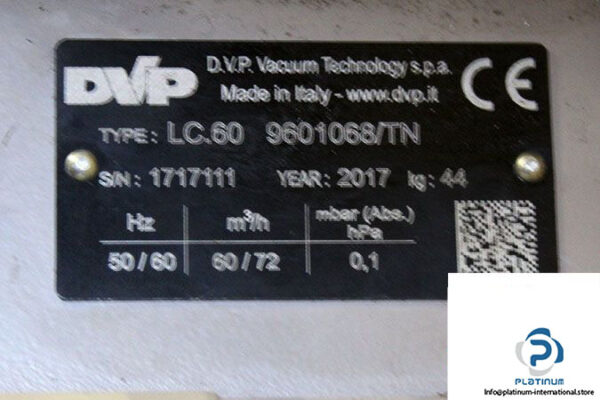 DVP
D.V.P. Vacuum Technology s.p.a.
Made in Italy - www.dvp.it
CE
TYPE: LC.60 9601068/TN
S/N: 1717111 YEAR: 2017 kg: 44
Hz m³/h mbar (Abs.) hPa
50/60 60/72 0,1
PLATINUM
Info@platinum-international.store